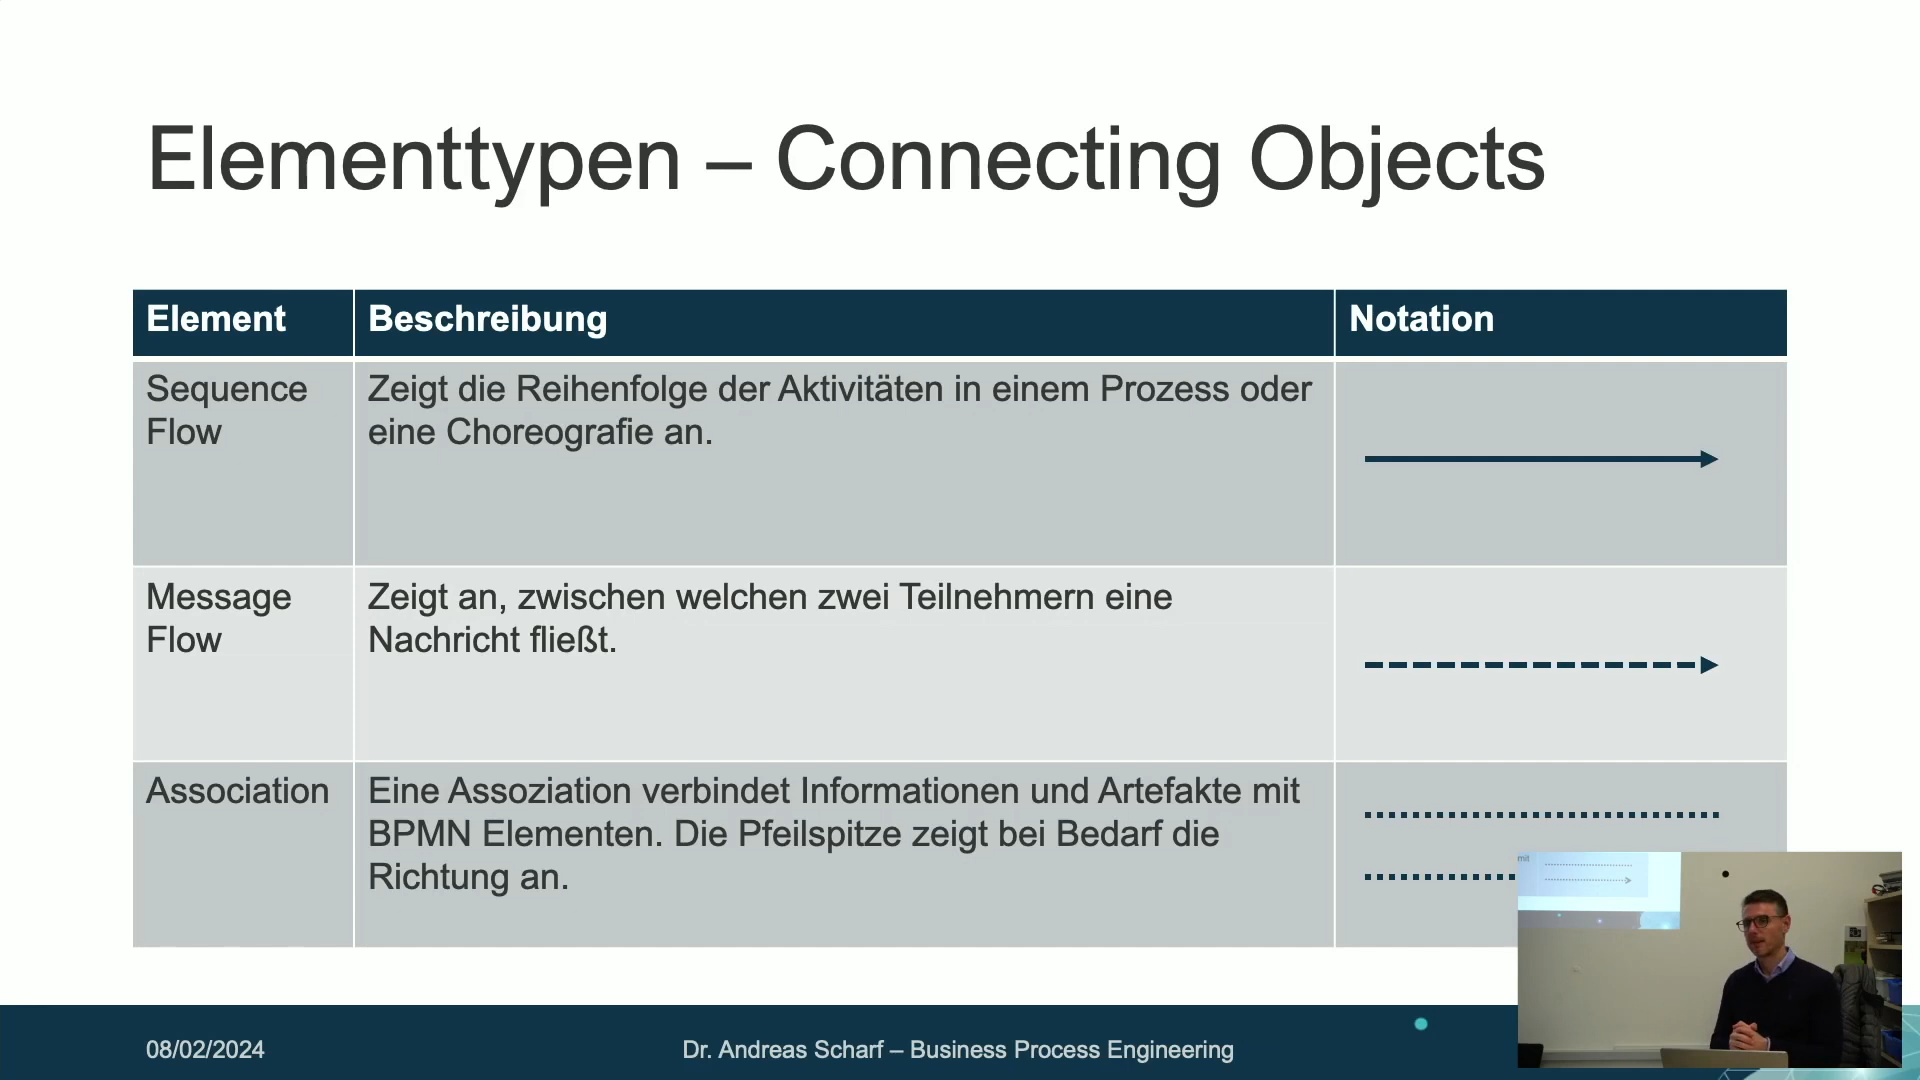 Elementtypen – Connecting Objects
Element Beschreibung Notation
Sequence Zeigt die Reihenfolge der Aktivitäten in einem Prozess oder
Flow eine Choreografie an.
Message Zeigt an, zwischen welchen zwei Teilnehmern eine
Flow Nachricht fließt.
Association Eine Assoziation verbindet Informationen und Artefakte mit
BPMN Elementen. Die Pfeilspitze zeigt bei Bedarf die
Richtung an.
mit
08/02/2024 Dr. Andreas Scharf – Business Process Engineering